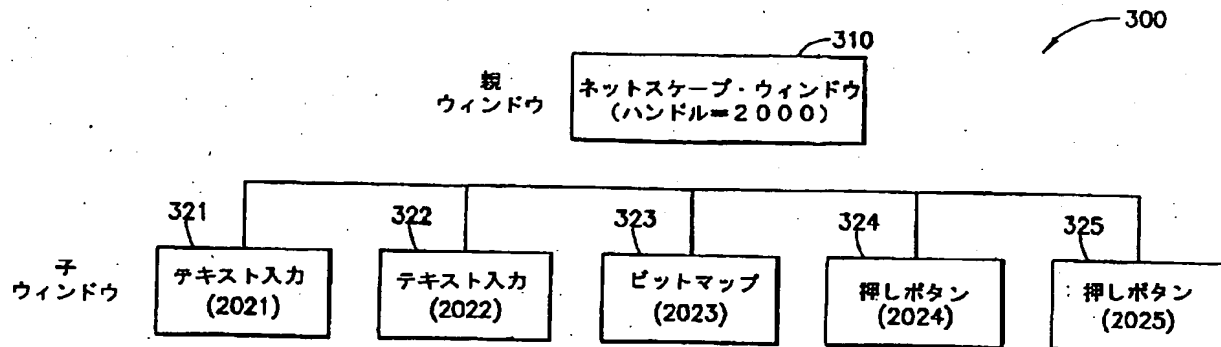 300
310
親
ウィンドウ
ネットスケープ・ウィンドウ
(ハンドル=2000)
321
322
323
324
325
子
ウィンドウ
テキスト入力
(2021)
テキスト入力
(2022)
ビットマップ
(2023)
押しボタン
(2024)
押しボタン
(2025)